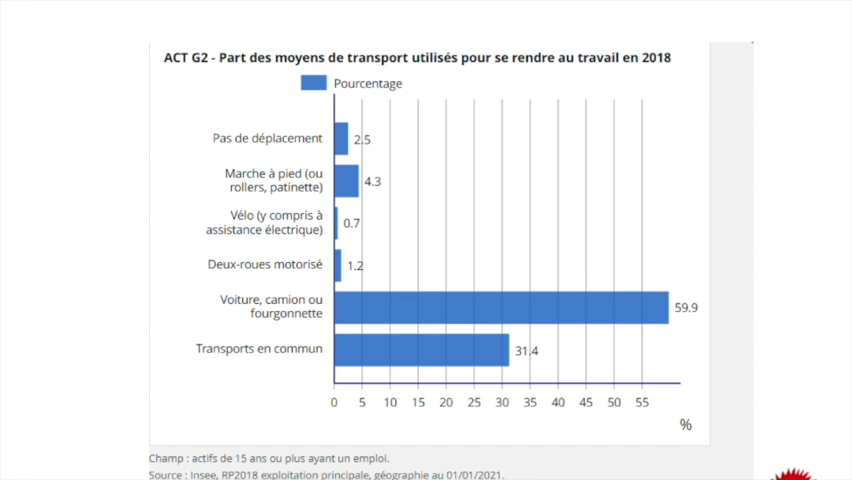 ACT G2 - Part des moyens de transport utilisés pour se rendre au travail en 2018
Pourcentage
Pas de déplacement
2.5
Marche à pied (ou
rollers, patinette)
4.3
Vélo (y compris à
assistance électrique)
0.7
Deux-roues motorisé
1.2
Voiture, camion ou
fourgonnette
59.9
Transports en commun
31.4
0 5 10 15 20 25 30 35 40 45 50 55
%
Champ : actifs de 15 ans ou plus ayant un emploi.
Source : Insee, RP2018 exploitation principale, géographie au 01/01/2021.